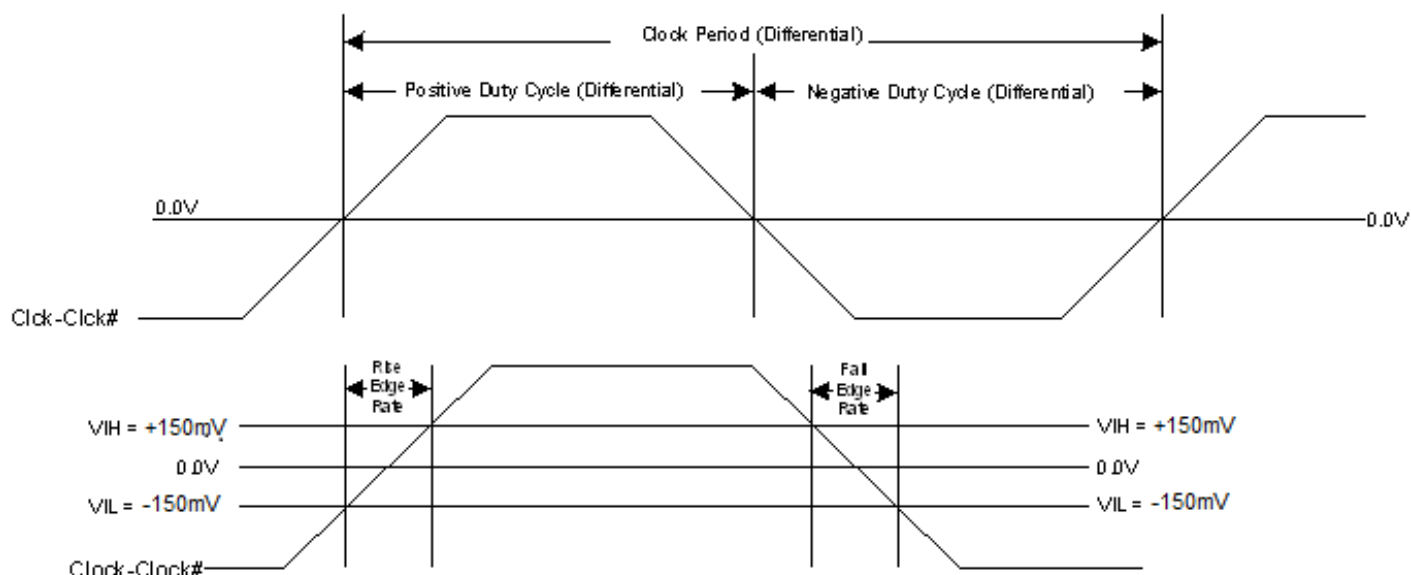 Clock Period (Differential)
Positive Duty Cycle (Differential)
Negative Duty Cycle (Differential)
0.0V
0.0V
Clck-Clck#
Rise
Edge
Rate
Fall
Edge
Rate
VIH = +150mV
VIH = +150mV
0.0V
0.0V
VIL = -150mV
VIL = -150mV
Clock-Clock#